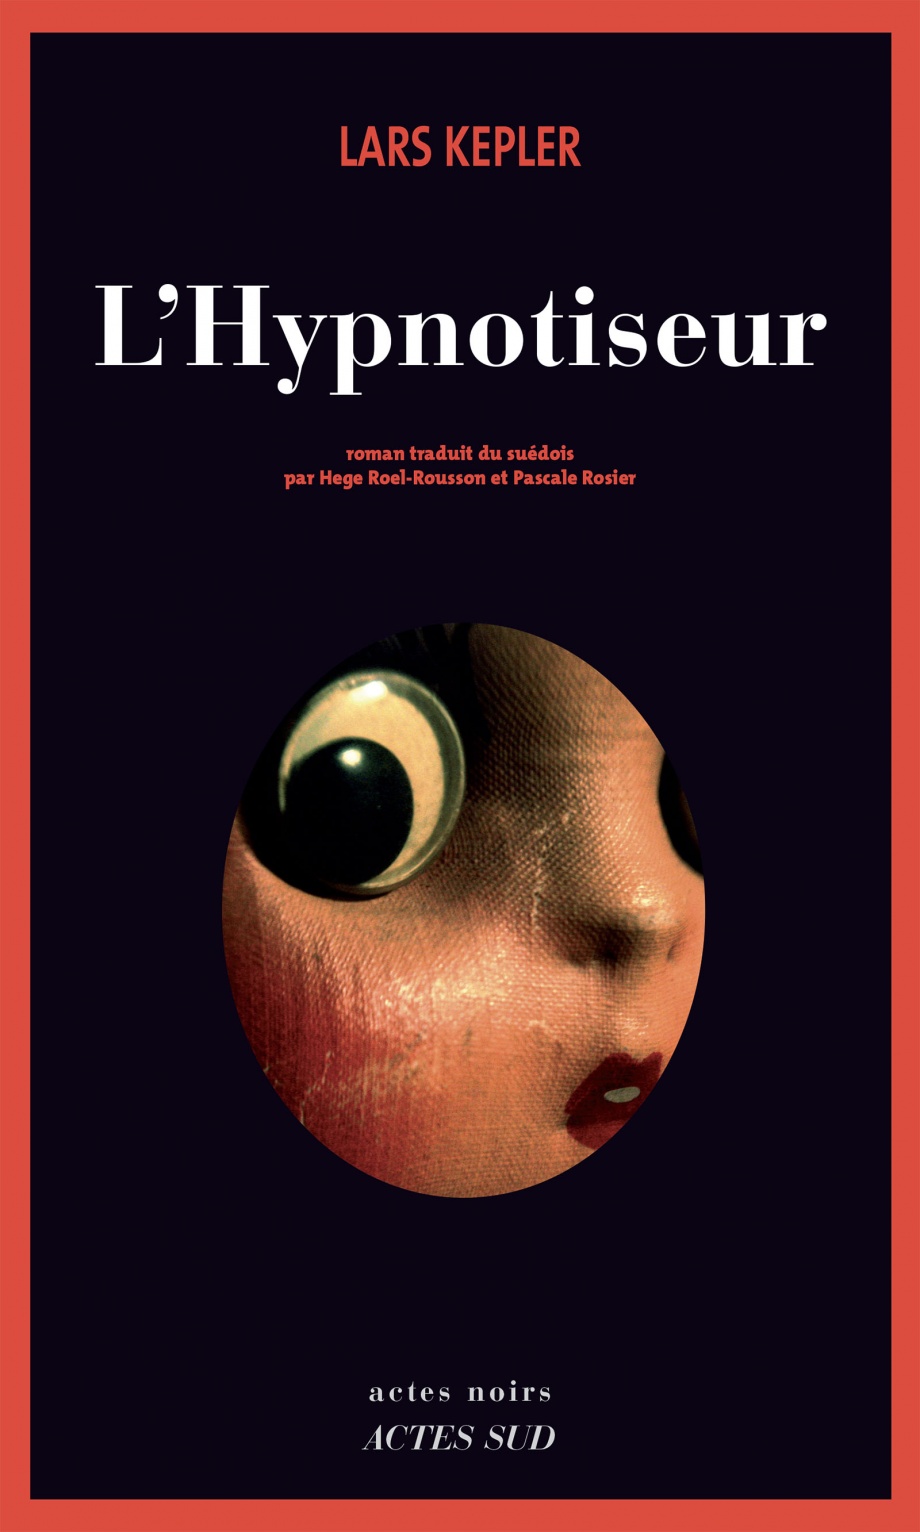 LARS KEPLER
L’Hypnotiseur
roman traduit du suédois
par Hege Roel-Rousson et Pascale Rosier
actes noirs
ACTES SUD